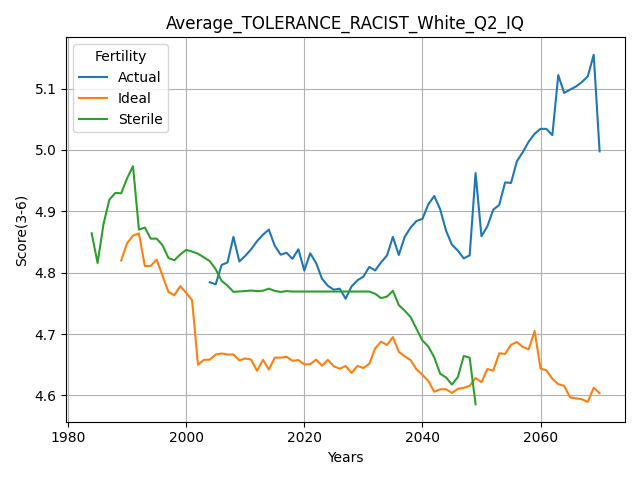 Average_TOLERANCE_RACIST_White_Q2_IQ
Fertility
Actual
Ideal
Sterile
Score(3-6)
5.1
5.0
4.9
4.8
4.7
4.6
1980 2000 2020 2040 2060
Years